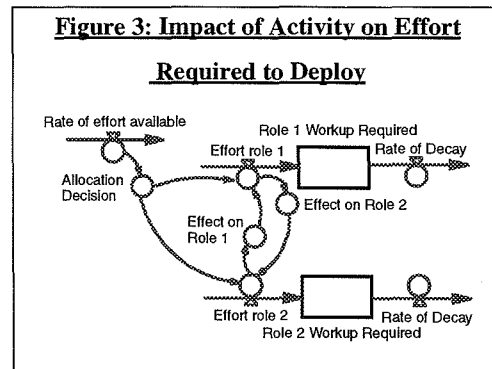 Figure 3: Impact of Activity on Effort
Required to Deploy
Rate of effort available
Role 1 Workup Required
Effort role 1
Rate of Decay
Allocation
Decision
Effect on Role 2
Effect on
Role 1
Effort role 2
Rate of Decay
Role 2 Workup Required